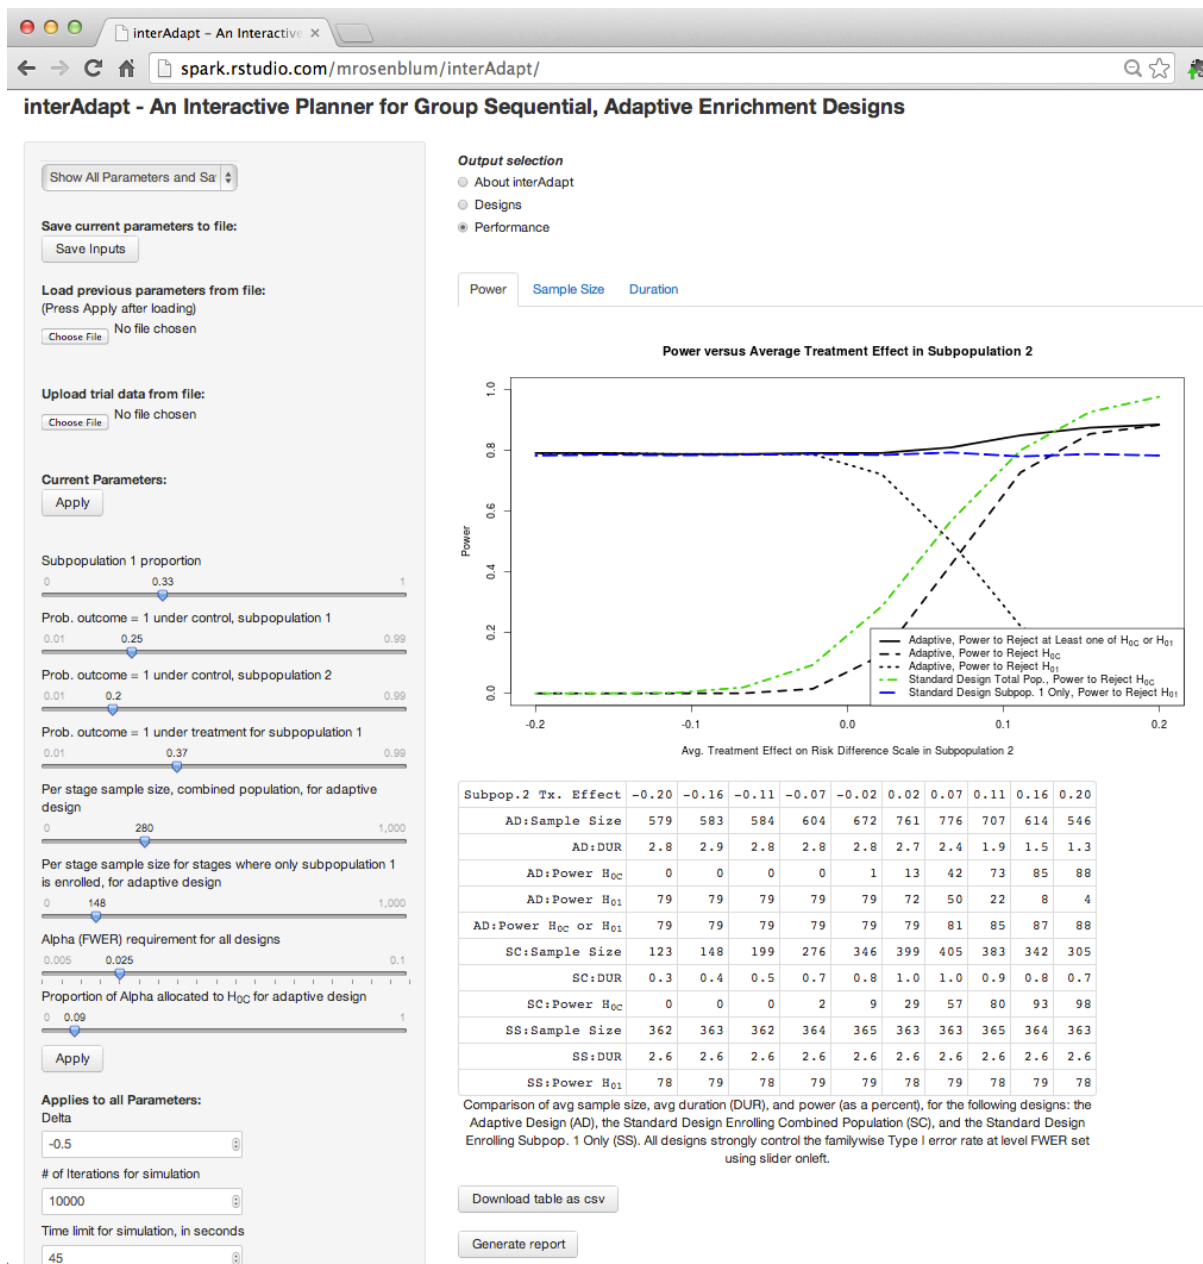 interAdapt - An Interactive
spark.rstudio.com/mrosenblum/interAdapt/
interAdapt - An Interactive Planner for Group Sequential, Adaptive Enrichment Designs
Show All Parameters and Sa
Save current parameters to file:
Save Inputs
Load previous parameters from file:
(Press Apply after loading)
Choose File No file chosen
Upload trial data from file:
Choose File No file chosen
Current Parameters:
Apply
Subpopulation 1 proportion
0 0.33 1
Prob. outcome = 1 under control, subpopulation 1
0.01 0.25 0.99
Prob. outcome = 1 under control, subpopulation 2
0.01 0.2 0.99
Prob. outcome = 1 under treatment for subpopulation 1
0.01 0.37 0.99
Per stage sample size, combined population, for adaptive
design
0 280 1,000
Per stage sample size for stages where only subpopulation 1
is enrolled, for adaptive design
0 148 1,000
Alpha (FWER) requirement for all designs
0.005 0.025 0.1
Proportion of Alpha allocated to H0C for adaptive design
0 0.09 1
Apply
Applies to all Parameters:
Delta
-0.5
# of Iterations for simulation
10000
Time limit for simulation, in seconds
45
Output selection
About interAdapt
Designs
Performance
Power Sample Size Duration
Power versus Average Treatment Effect in Subpopulation 2
Power
1.0
0.8
0.6
0.4
0.2
0.0
Adaptive, Power to Reject at Least one of H0C or H01
Adaptive, Power to Reject H0C
Adaptive, Power to Reject H01
Standard Design Total Pop., Power to Reject H0C
Standard Design Subpop. 1 Only, Power to Reject H01
-0.2 -0.1 0.0 0.1 0.2
Avg. Treatment Effect on Risk Difference Scale in Subpopulation 2
Subpop.2 Tx. Effect -0.20 -0.16 -0.11 -0.07 -0.02 0.02 0.07 0.11 0.16 0.20
AD:Sample Size 579 583 584 604 672 761 776 707 614 546
AD:DUR 2.8 2.9 2.8 2.8 2.8 2.7 2.4 1.9 1.5 1.3
AD:Power H0C 0 0 0 0 1 13 42 73 85 88
AD:Power H01 79 79 79 79 79 72 50 22 8 4
AD:Power H0C or H01 79 79 79 79 79 79 81 85 87 88
SC:Sample Size 123 148 199 276 346 399 405 383 342 305
SC:DUR 0.3 0.4 0.5 0.7 0.8 1.0 1.0 0.9 0.8 0.7
SC:Power H0C 0 0 0 2 9 29 57 80 93 98
SS:Sample Size 362 363 362 364 365 363 363 365 364 363
SS:DUR 2.6 2.6 2.6 2.6 2.6 2.6 2.6 2.6 2.6 2.6
SS:Power H01 78 79 78 79 79 78 79 78 79 78
Comparison of avg sample size, avg duration (DUR), and power (as a percent), for the following designs: the
Adaptive Design (AD), the Standard Design Enrolling Combined Population (SC), and the Standard Design
Enrolling Subpop. 1 Only (SS). All designs strongly control the familywise Type I error rate at level FWER set
using slider onleft.
Download table as csv
Generate report